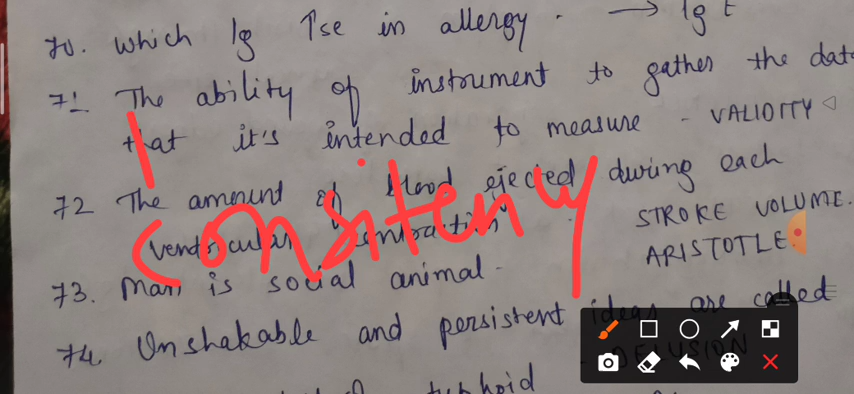 70. Which Ig ↑se in allergy. → Ig E
71 The ability of instrument to gather the data
that it's intended to measure - VALIDITY
72 The amount of blood ejected during each
ventricular contraction STROKE VOLUME.
consiteny
73. Man is social animal - ARISTOTLE
74 Unshakable and persistent ideas are called
DELUSION
typhoid